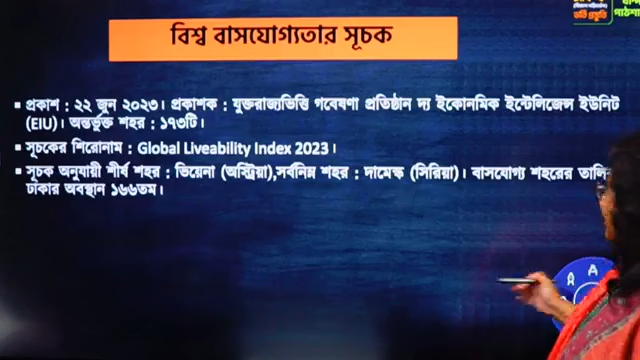 বিশ্ব বাসযোগ্যতার সূচক
▪ প্রকাশ : ২২ জুন ২০২৩। প্রকাশক : যুক্তরাজ্যভিত্তি গবেষণা প্রতিষ্ঠান দ্য ইকোনমিক ইন্টেলিজেন্স ইউনিট
(EIU)। অন্তর্ভুক্ত শহর : ১৭৩টি।
▪ সূচকের শিরোনাম : Global Liveability Index 2023।
▪ সূচক অনুযায়ী শীর্ষ শহর : ভিয়েনা (অস্ট্রিয়া),সর্বনিম্ন শহর : দামেস্ক (সিরিয়া)। বাসযোগ্য শহরের
ঢাকার অবস্থান ১৬৬তম।
ভর্তি প্রস্তুতি